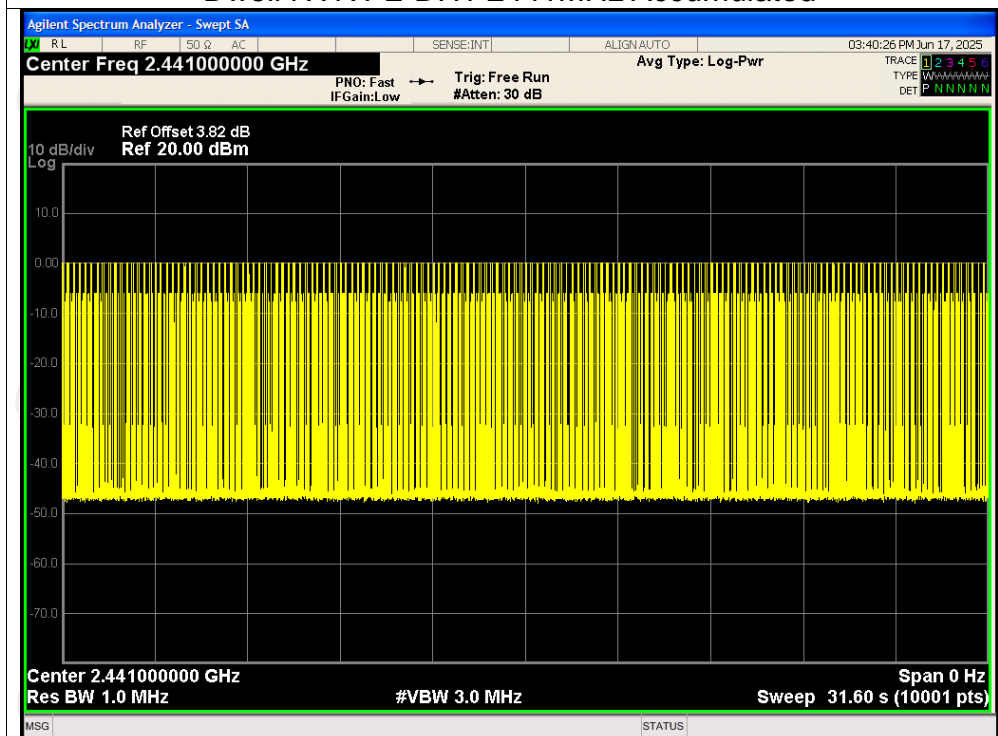 Agilent Spectrum Analyzer - Swept SA
LXI RL RF 50 Ω AC SENSE:INT ALIGN AUTO 03:40:26 PM Jun 17, 2025
Center Freq 2.441000000 GHz Avg Type: Log-Pwr TRACE 1 2 3 4 5 6
PNO: Fast Trig: Free Run TYPE W
IFGain:Low #Atten: 30 dB DET P N N N N N
Ref Offset 3.82 dB
10 dB/div Ref 20.00 dBm
Log
10.0
0.00
-10.0
-20.0
-30.0
-40.0
-50.0
-60.0
-70.0
Center 2.441000000 GHz Span 0 Hz
Res BW 1.0 MHz #VBW 3.0 MHz Sweep 31.60 s (10001 pts)
MSG STATUS